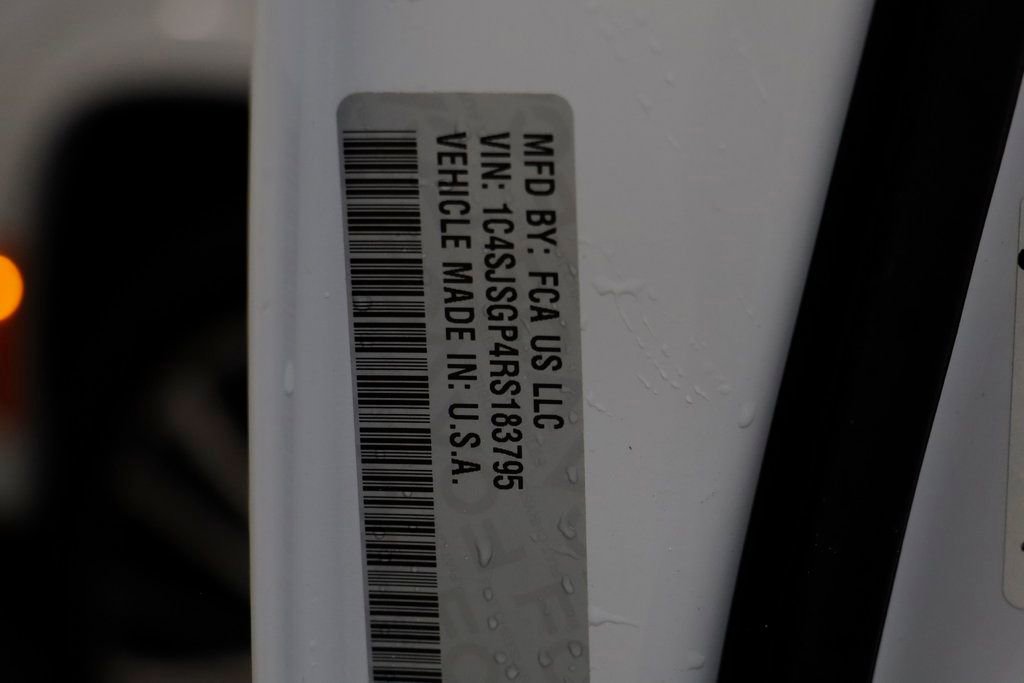 MFD BY: FCA US LLC
VIN: 1C4SJSGP4RS183795
VEHICLE MADE IN: U.S.A.